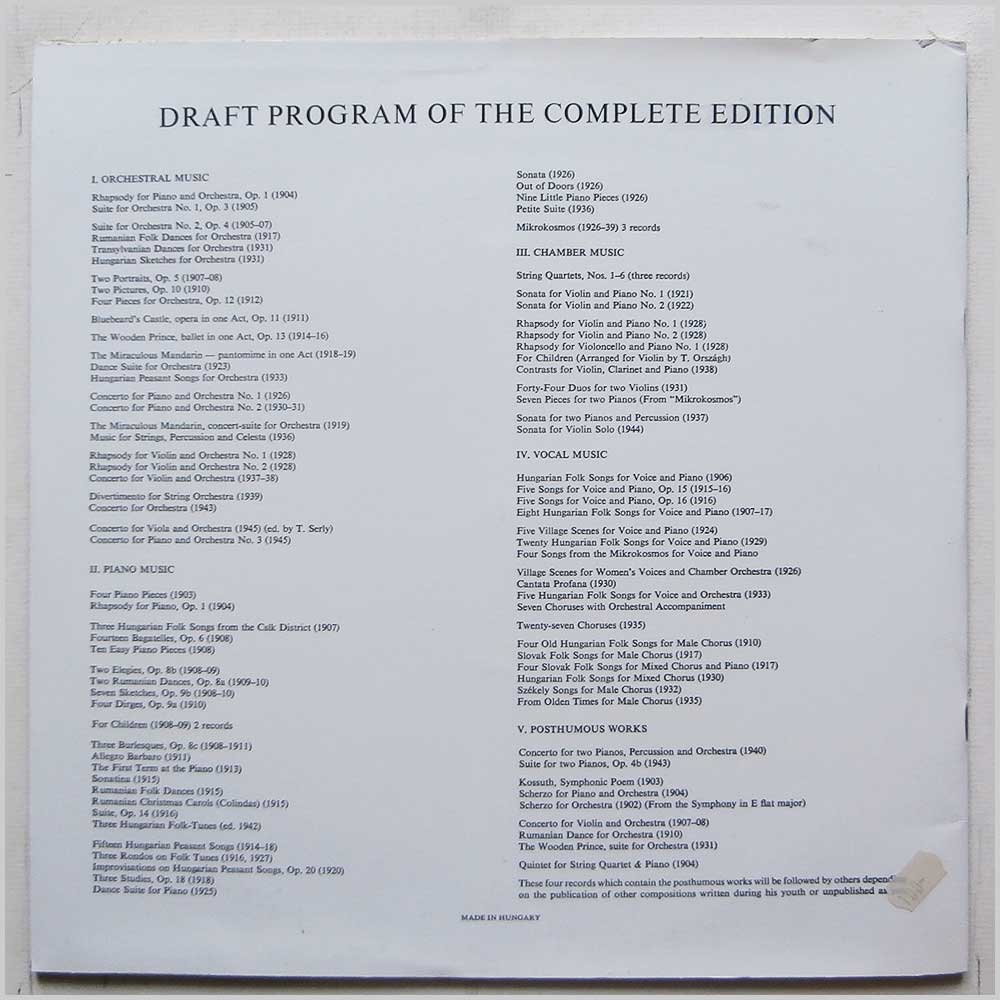 DRAFT PROGRAM OF THE COMPLETE EDITION
I. ORCHESTRAL MUSIC
Rhapsody for Piano and Orchestra, Op. 1 (1904)
Suite for Orchestra No. 1, Op. 3 (1905)
Suite for Orchestra No. 2, Op. 4 (1905–07)
Rumanian Folk Dances for Orchestra (1917)
Transylvanian Dances for Orchestra (1931)
Hungarian Sketches for Orchestra (1931)
Two Portraits, Op. 5 (1907–08)
Two Pictures, Op. 10 (1910)
Four Pieces for Orchestra, Op. 12 (1912)
Bluebeard's Castle, opera in one Act, Op. 11 (1911)
The Wooden Prince, ballet in one Act, Op. 13 (1914–16)
The Miraculous Mandarin — pantomime in one Act (1918–19)
Dance Suite for Orchestra (1923)
Hungarian Peasant Songs for Orchestra (1933)
Concerto for Piano and Orchestra No. 1 (1926)
Concerto for Piano and Orchestra No. 2 (1930–31)
The Miraculous Mandarin, concert-suite for Orchestra (1919)
Music for Strings, Percussion and Celesta (1936)
Rhapsody for Violin and Orchestra No. 1 (1928)
Rhapsody for Violin and Orchestra No. 2 (1928)
Concerto for Violin and Orchestra (1937–38)
Divertimento for String Orchestra (1939)
Concerto for Orchestra (1943)
Concerto for Viola and Orchestra (1945) (ed. by T. Serly)
Concerto for Piano and Orchestra No. 3 (1945)
II. PIANO MUSIC
Four Piano Pieces (1903)
Rhapsody for Piano, Op. 1 (1904)
Three Hungarian Folk Songs from the Csík District (1907)
Fourteen Bagatelles, Op. 6 (1908)
Ten Easy Piano Pieces (1908)
Two Elegies, Op. 8b (1908–09)
Two Rumanian Dances, Op. 8a (1909–10)
Seven Sketches, Op. 9b (1908–10)
Four Dirges, Op. 9a (1910)
For Children (1908–09) 2 records
Three Burlesques, Op. 8c (1908–1911)
Allegro Barbaro (1911)
The First Term at the Piano (1913)
Sonatina (1915)
Rumanian Folk Dances (1915)
Rumanian Christmas Carols (Colindas) (1915)
Suite, Op. 14 (1916)
Three Hungarian Folk-Tunes (ed. 1942)
Fifteen Hungarian Peasant Songs (1914–18)
Three Rondos on Folk Tunes (1916, 1927)
Improvisations on Hungarian Peasant Songs, Op. 20 (1920)
Three Studies, Op. 18 (1918)
Dance Suite for Piano (1925)
Sonata (1926)
Out of Doors (1926)
Nine Little Piano Pieces (1926)
Petite Suite (1936)
Mikrokosmos (1926–39) 3 records
III. CHAMBER MUSIC
String Quartets, Nos. 1–6 (three records)
Sonata for Violin and Piano No. 1 (1921)
Sonata for Violin and Piano No. 2 (1922)
Rhapsody for Violin and Piano No. 1 (1928)
Rhapsody for Violin and Piano No. 2 (1928)
Rhapsody for Violoncello and Piano No. 1 (1928)
For Children (Arranged for Violin by T. Országh)
Contrasts for Violin, Clarinet and Piano (1938)
Forty-Four Duos for two Violins (1931)
Seven Pieces for two Pianos (From “Mikrokosmos”)
Sonata for two Pianos and Percussion (1937)
Sonata for Violin Solo (1944)
IV. VOCAL MUSIC
Hungarian Folk Songs for Voice and Piano (1906)
Five Songs for Voice and Piano, Op. 15 (1915–16)
Five Songs for Voice and Piano, Op. 16 (1916)
Eight Hungarian Folk Songs for Voice and Piano (1907–17)
Five Village Scenes for Voice and Piano (1924)
Twenty Hungarian Folk Songs for Voice and Piano (1929)
Four Songs from the Mikrokosmos for Voice and Piano
Village Scenes for Women's Voices and Chamber Orchestra (1926)
Cantata Profana (1930)
Five Hungarian Folk Songs for Voice and Orchestra (1933)
Seven Choruses with Orchestral Accompaniment
Twenty-seven Choruses (1935)
Four Old Hungarian Folk Songs for Male Chorus (1910)
Slovak Folk Songs for Male Chorus (1917)
Four Slovak Folk Songs for Mixed Chorus and Piano (1917)
Hungarian Folk Songs for Mixed Chorus (1930)
Székely Songs for Male Chorus (1932)
From Olden Times for Male Chorus (1935)
V. POSTHUMOUS WORKS
Concerto for two Pianos, Percussion and Orchestra (1940)
Suite for two Pianos, Op. 4b (1943)
Kossuth, Symphonic Poem (1903)
Scherzo for Piano and Orchestra (1904)
Scherzo for Orchestra (1902) (From the Symphony in E flat major)
Concerto for Violin and Orchestra (1907–08)
Rumanian Dance for Orchestra (1910)
The Wooden Prince, suite for Orchestra (1931)
Quintet for String Quartet & Piano (1904)
These four records which contain the posthumous works will be followed by others
on the publication of other compositions written during his youth or unpublished as
MADE IN HUNGARY